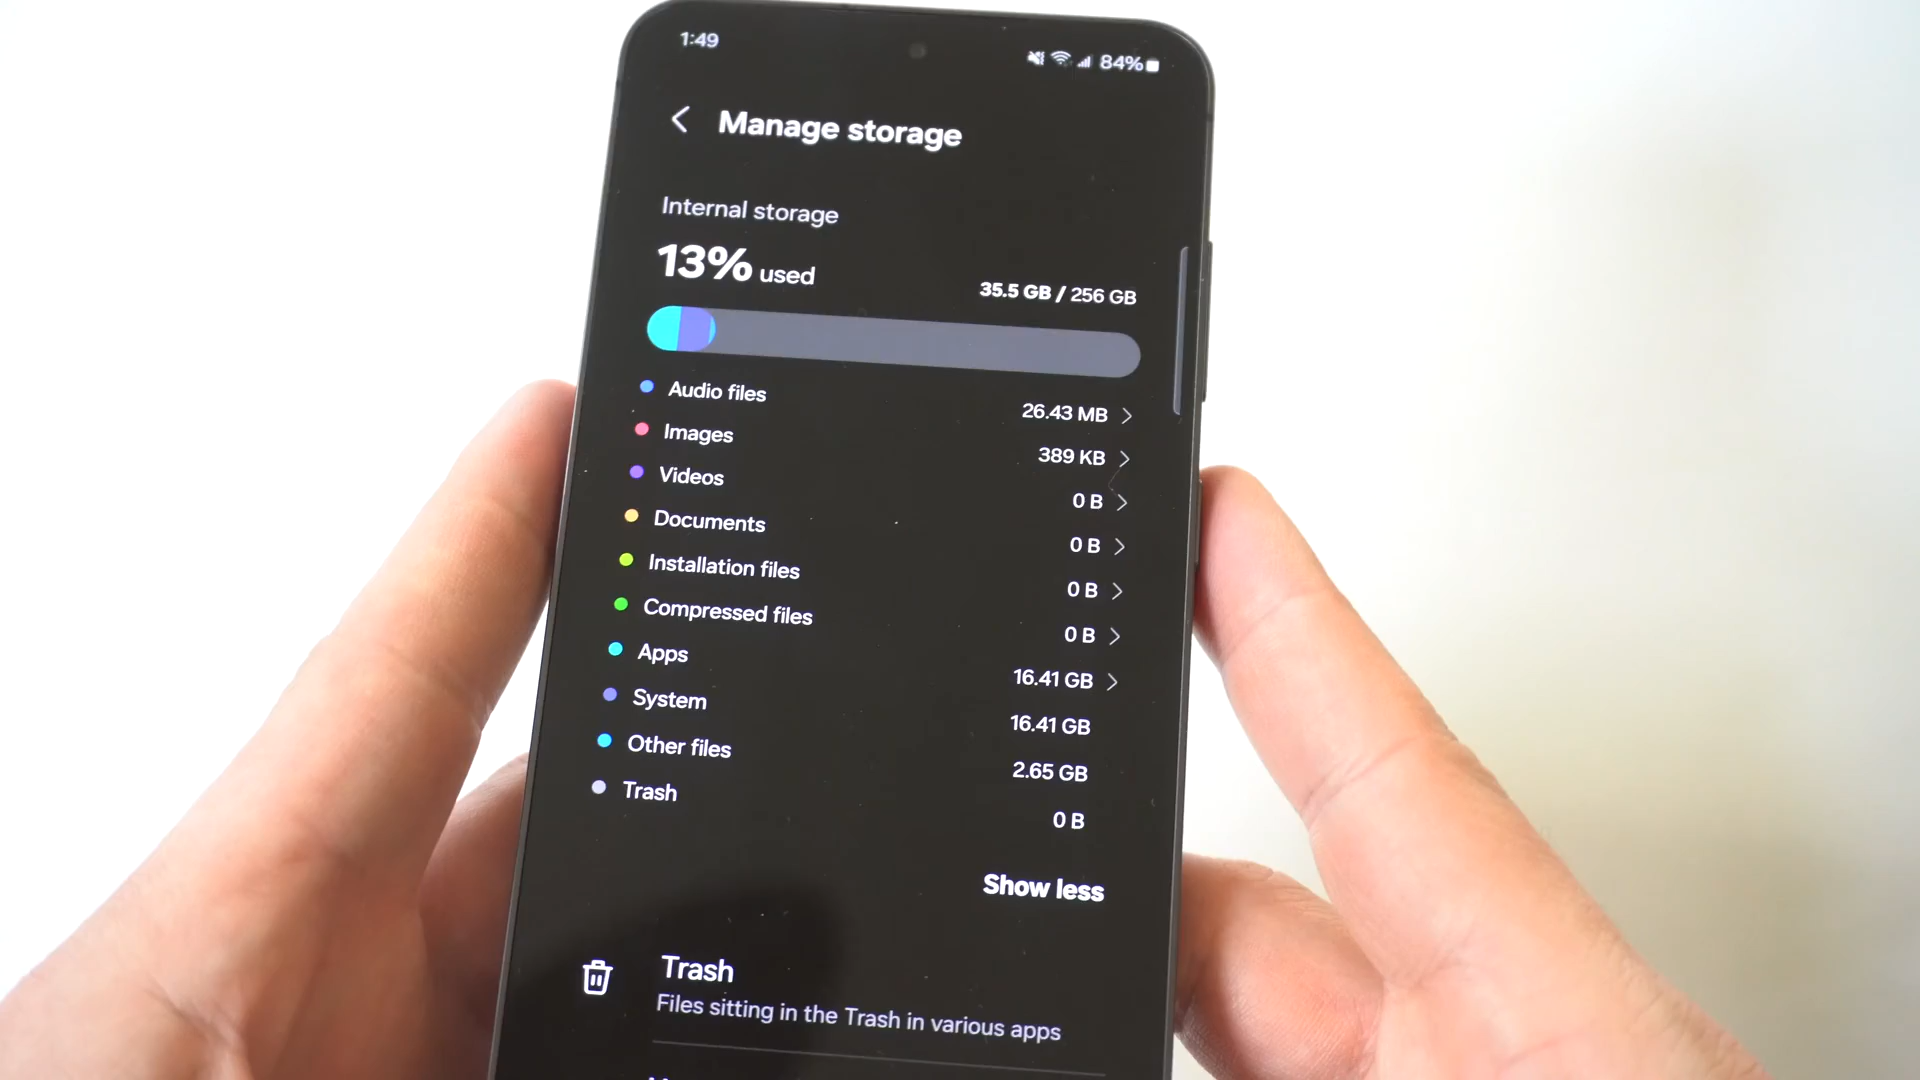 1:49
84%
Manage storage
Internal storage
13% used
35.5 GB / 256 GB
Audio files 26.43 MB
Images 389 KB
Videos 0 B
Documents 0 B
Installation files 0 B
Compressed files 0 B
Apps 16.41 GB
System 16.41 GB
Other files 2.65 GB
Trash 0 B
Show less
Trash
Files sitting in the Trash in various apps